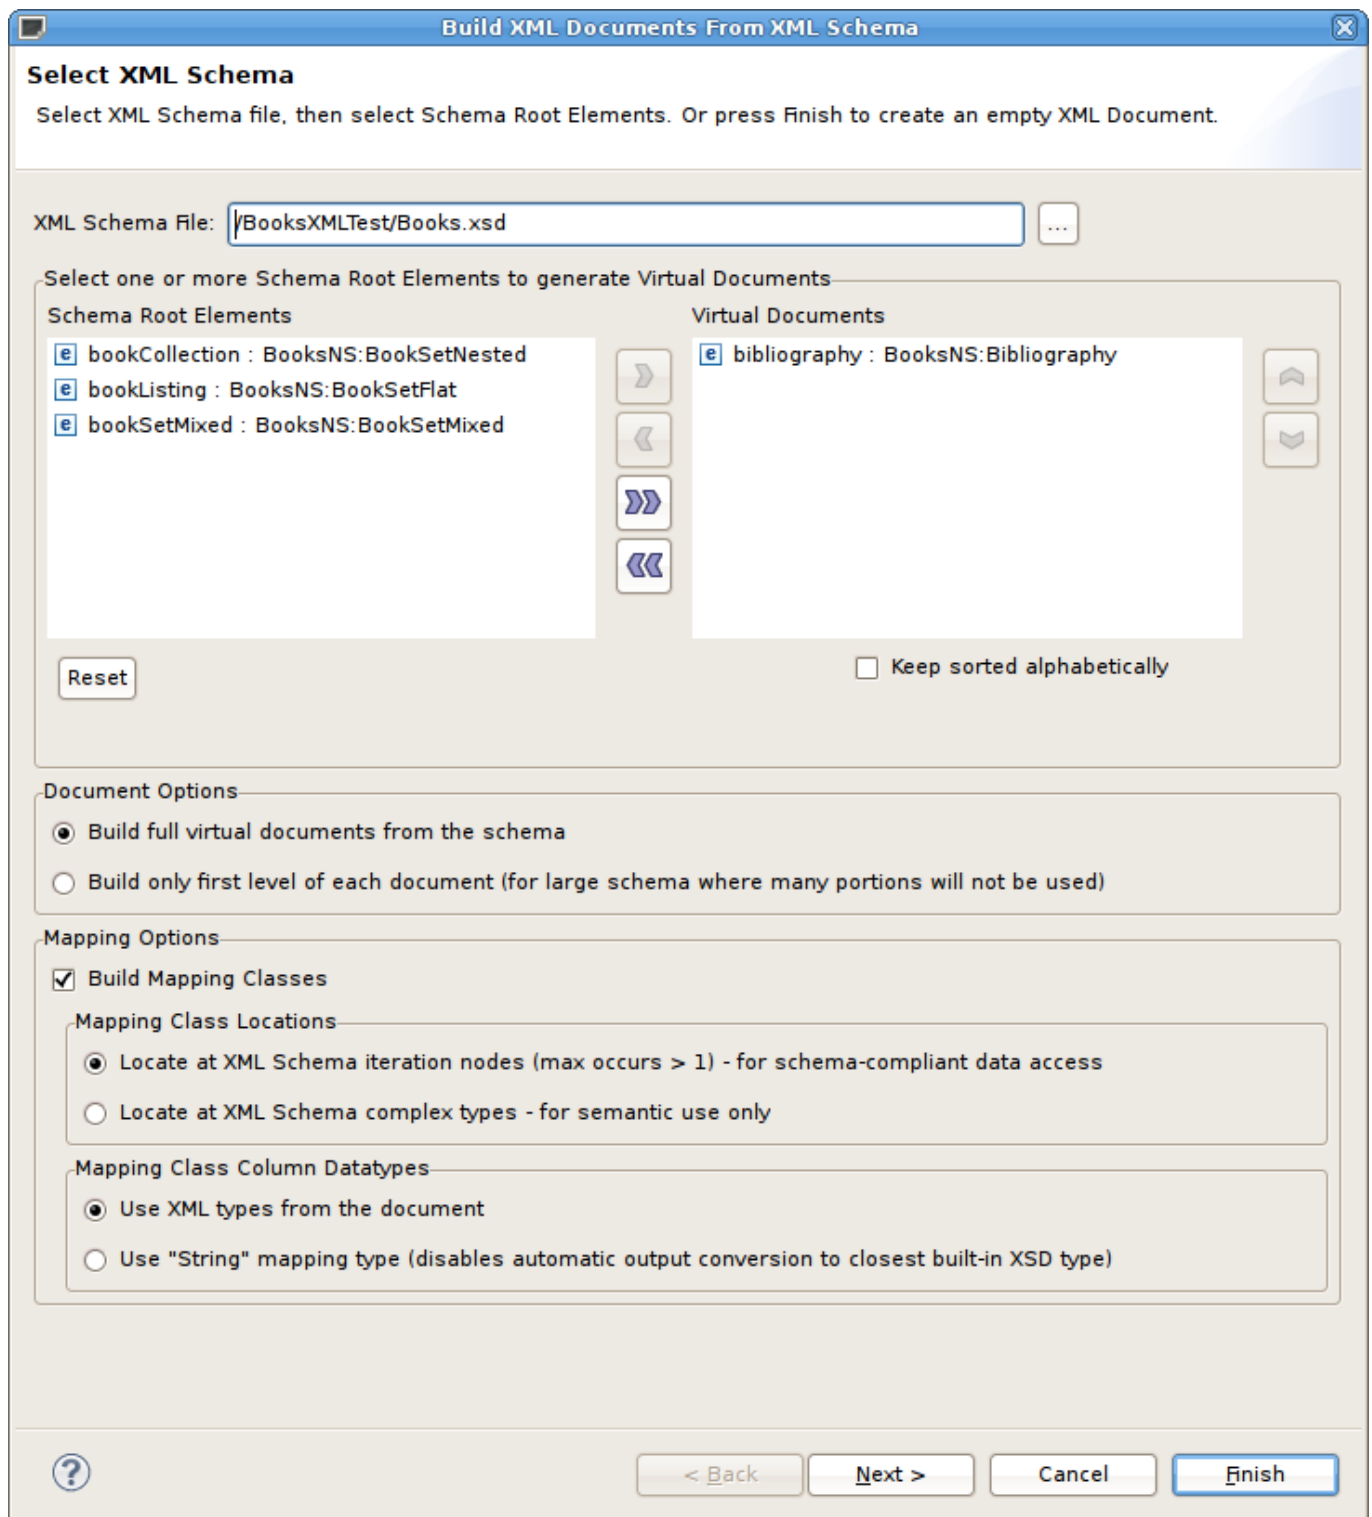 Build XML Documents From XML Schema
Select XML Schema
Select XML Schema file, then select Schema Root Elements. Or press Finish to create an empty XML Document.
XML Schema File: /BooksXMLTest/Books.xsd ...
Select one or more Schema Root Elements to generate Virtual Documents
Schema Root Elements
e bookCollection : BooksNS:BookSetNested
e bookListing : BooksNS:BookSetFlat
e bookSetMixed : BooksNS:BookSetMixed
Virtual Documents
e bibliography : BooksNS:Bibliography
Reset
Keep sorted alphabetically
Document Options
Build full virtual documents from the schema
Build only first level of each document (for large schema where many portions will not be used)
Mapping Options
Build Mapping Classes
Mapping Class Locations
Locate at XML Schema iteration nodes (max occurs > 1) - for schema-compliant data access
Locate at XML Schema complex types - for semantic use only
Mapping Class Column Datatypes
Use XML types from the document
Use "String" mapping type (disables automatic output conversion to closest built-in XSD type)
? < Back Next > Cancel Finish